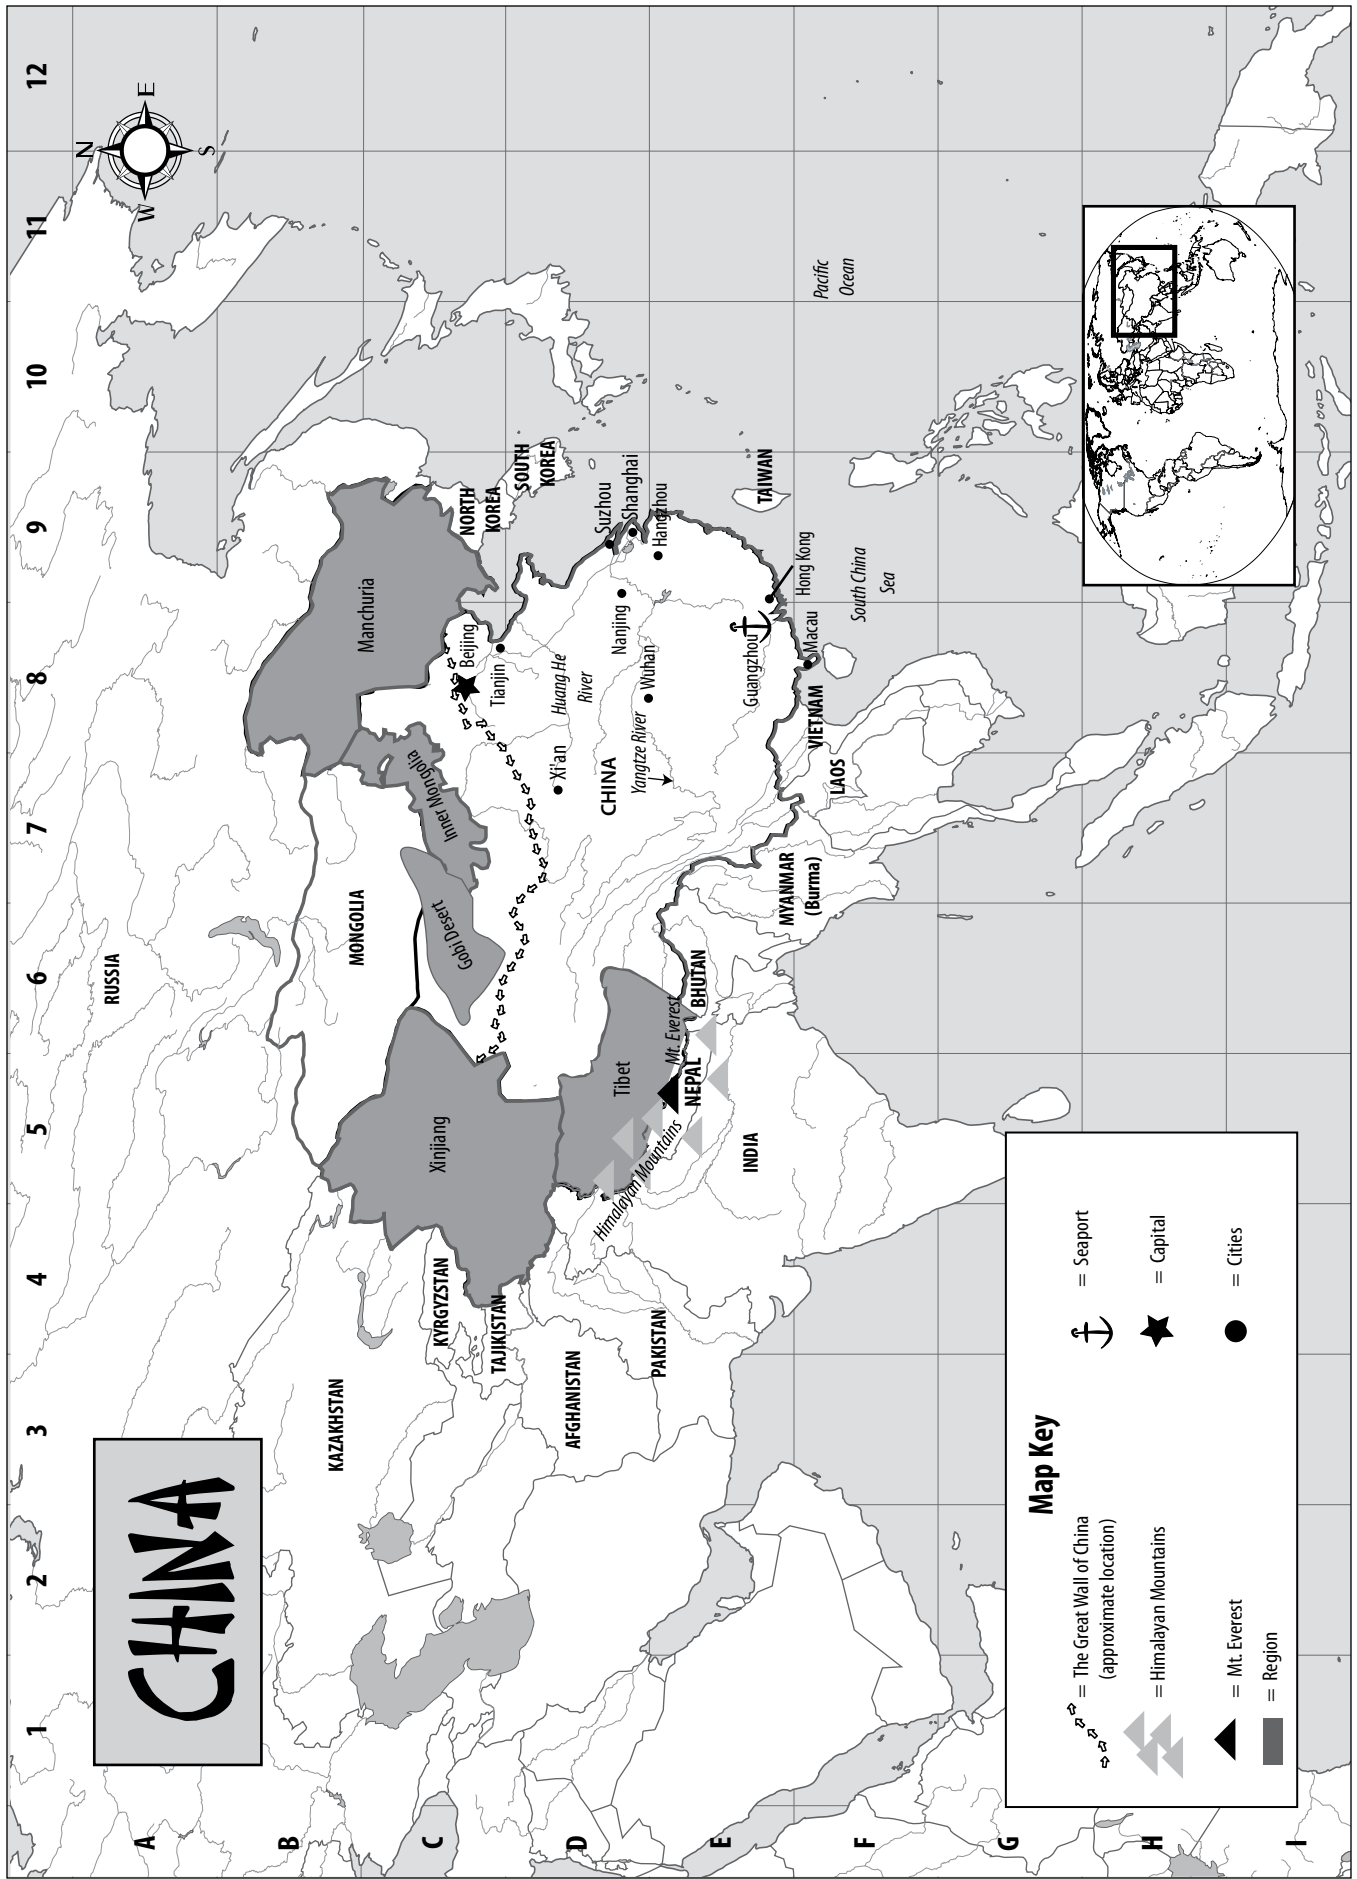 CHINA
1
2
3
4
5
6
7
8
9
10
11
12
A
B
C
D
E
F
G
H
I
N
E
S
W
RUSSIA
KAZAKHSTAN
MONGOLIA
Manchuria
Inner Mongolia
Gobi Desert
Xinjiang
KYRGYZSTAN
TAJIKISTAN
AFGHANISTAN
PAKISTAN
Himalayan Mountains
Tibet
Mt. Everest
NEPAL
BHUTAN
INDIA
MYANMAR
(Burma)
LAOS
VIETNAM
CHINA
Beijing
Tianjin
Huang He
River
Xi'an
Yangtze River
Wuhan
Nanjing
Suzhou
Shanghai
Hangzhou
Guangzhou
Hong Kong
Macau
NORTH
KOREA
SOUTH
KOREA
TAIWAN
South China
Sea
Pacific
Ocean
Map Key
= The Great Wall of China
(approximate location)
= Himalayan Mountains
= Mt. Everest
= Region
= Seaport
= Capital
= Cities